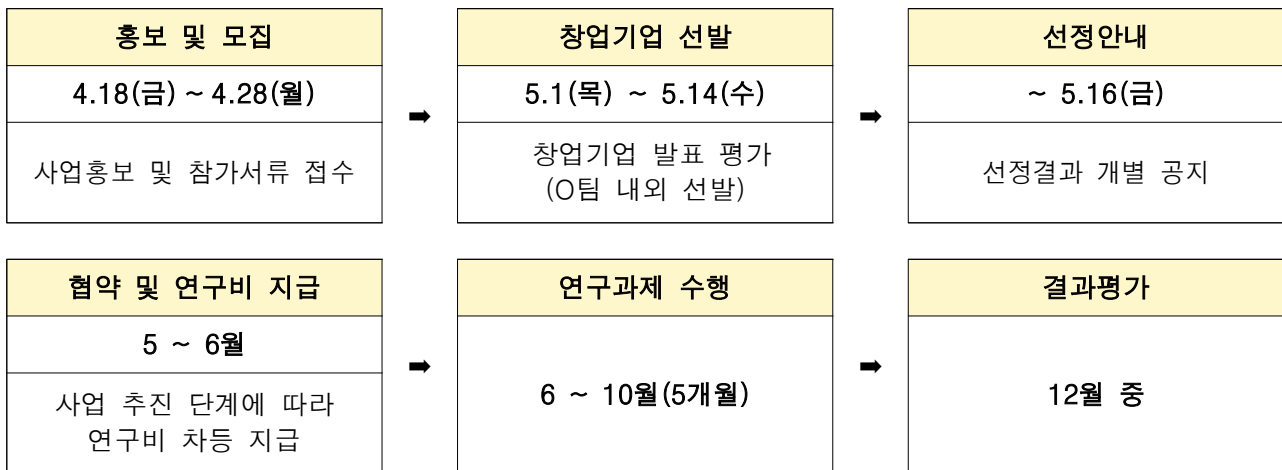 홍보 및 모집
4.18(금) ~ 4.28(월)
사업홍보 및 참가서류 접수
➡
창업기업 선발
5.1(목) ~ 5.14(수)
창업기업 발표 평가
(O팀 내외 선발)
➡
선정안내
~ 5.16(금)
선정결과 개별 공지
협약 및 연구비 지급
5 ~ 6월
사업 추진 단계에 따라
연구비 차등 지급
➡
연구과제 수행
6 ~ 10월(5개월)
➡
결과평가
12월 중